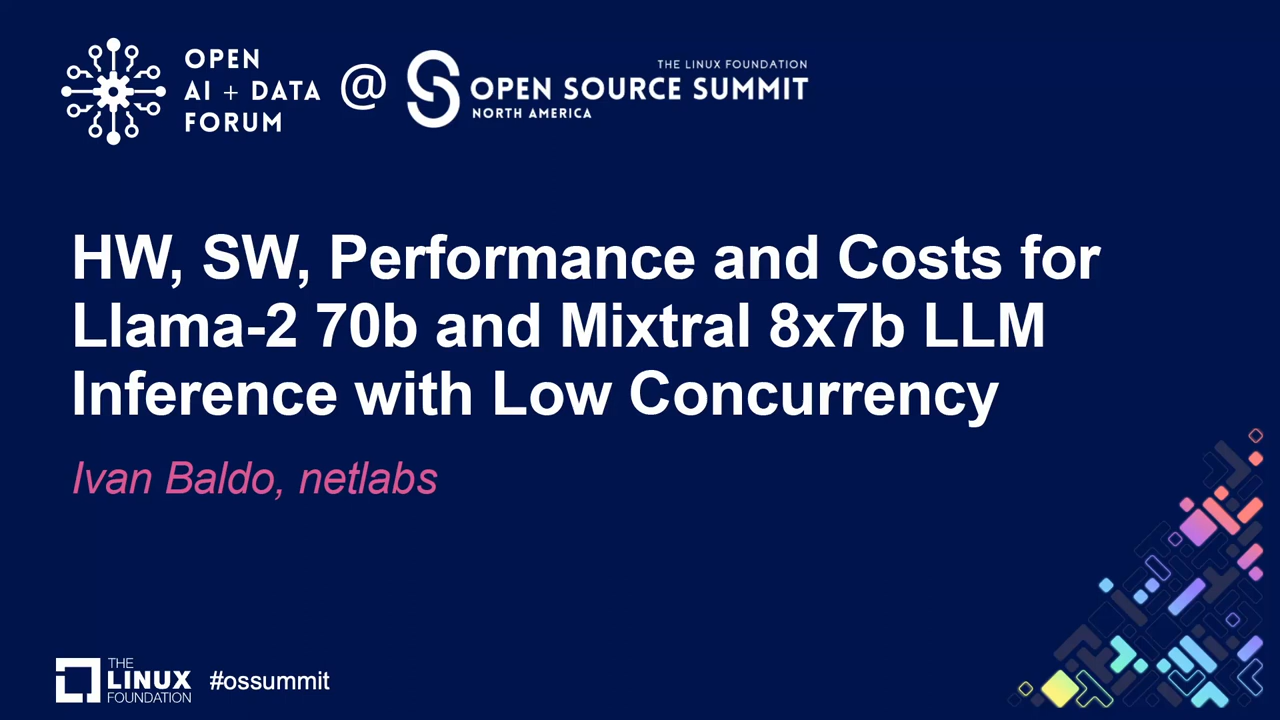 OPEN
AI + DATA
FORUM
@
THE LINUX FOUNDATION
OPEN SOURCE SUMMIT
NORTH AMERICA
HW, SW, Performance and Costs for
Llama-2 70b and Mixtral 8x7b LLM
Inference with Low Concurrency
Ivan Baldo, netlabs
THE
LINUX
FOUNDATION
#ossummit